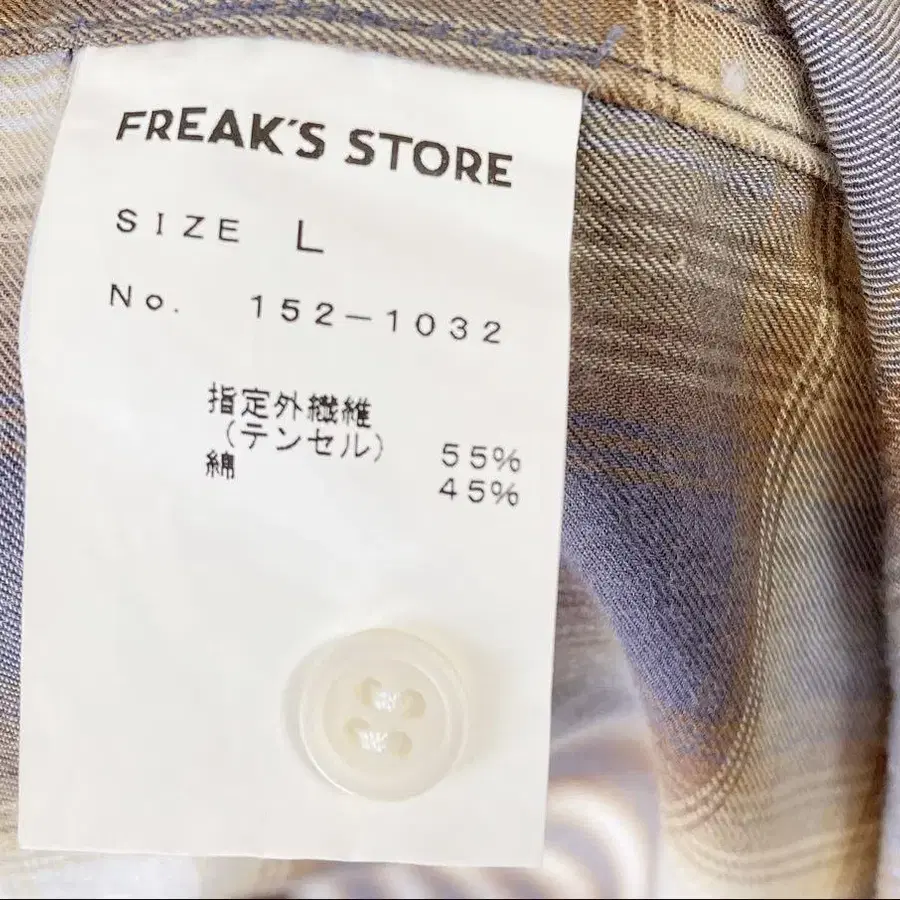 FREAK'S STORE
SIZE L
No. 152-1032
指定外繊維
(テンセル) 55%
綿 45%